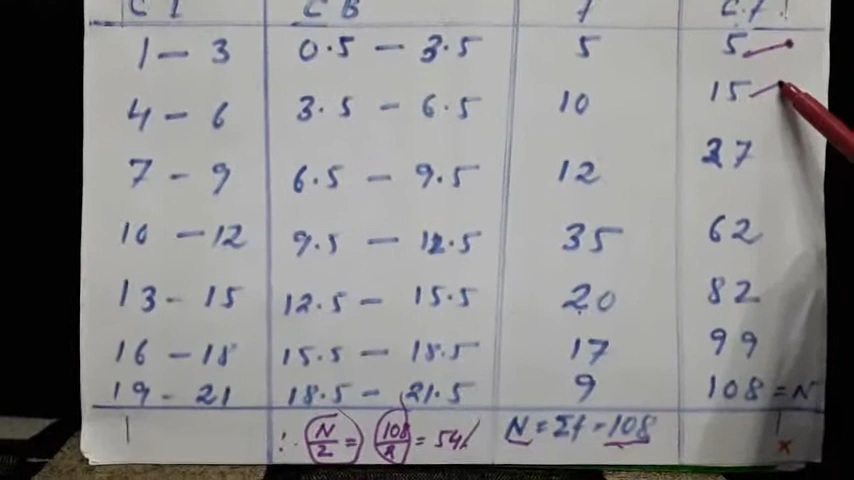 C I C B f C.f.
1 - 3 0.5 - 3.5 5 5
4 - 6 3.5 - 6.5 10 15
7 - 9 6.5 - 9.5 12 27
10 - 12 9.5 - 12.5 35 62
13 - 15 12.5 - 15.5 20 82
16 - 18 15.5 - 18.5 17 99
19 - 21 18.5 - 21.5 9 108 = N
∴ N/2 = 108/2 = 54 N = Σf = 108